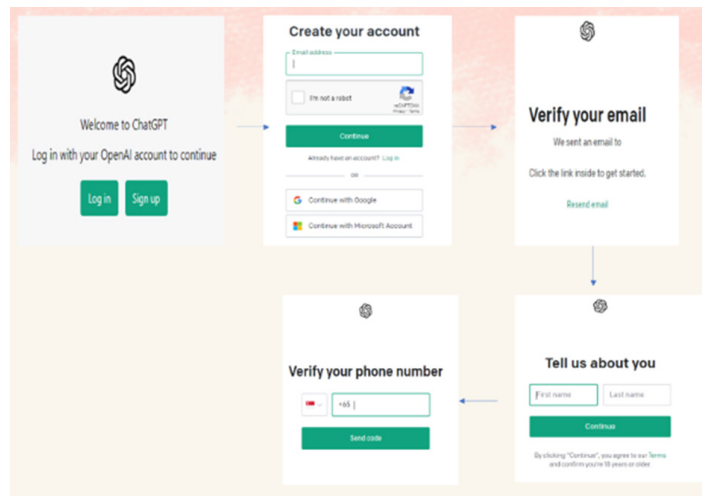 Welcome to ChatGPT
Log in with your OpenAI account to continue
Log in
Sign up
Create your account
Email address
I'm not a robot
reCAPTCHA
Privacy - Terms
Continue
Already have an account? Log in
OR
Continue with Google
Continue with Microsoft Account
Verify your email
We sent an email to
Click the link inside to get started.
Resend email
Tell us about you
First name
Last name
Continue
By clicking "Continue", you agree to our Terms
and confirm you're 18 years or older.
Verify your phone number
+65
Send code